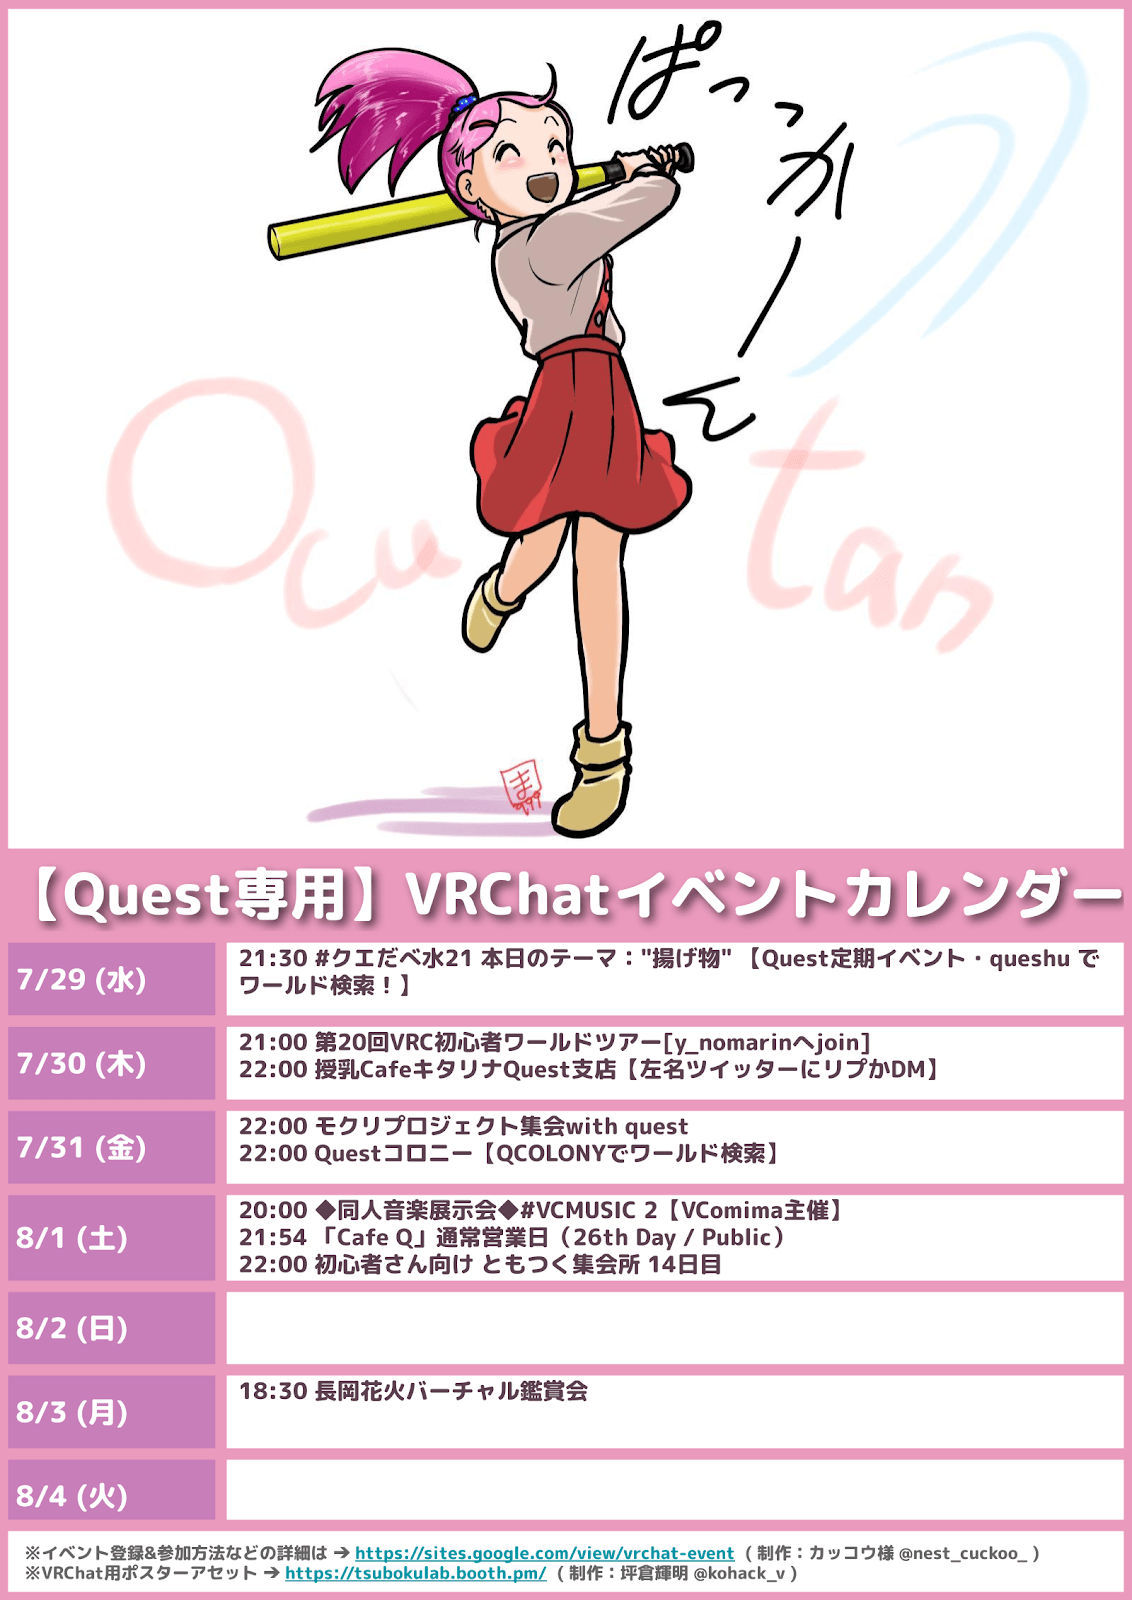 ぱっっかーん
Qcu tan
ま
999
【Quest専用】VRChatイベントカレンダー
7/29 (水)
21:30 #クエだべ水21 本日のテーマ："揚げ物" 【Quest定期イベント・queshu で
ワールド検索！】
7/30 (木)
21:00 第20回VRC初心者ワールドツアー[y_nomarinへjoin]
22:00 授乳CafeキタリナQuest支店【左名ツイッターにリプかDM】
7/31 (金)
22:00 モクリプロジェクト集会with quest
22:00 Questコロニー【QCOLONYでワールド検索】
8/1 (土)
20:00 ◆同人音楽展示会◆#VCMUSIC 2【VComima主催】
21:54 「Cafe Q」通常営業日（26th Day / Public）
22:00 初心者さん向け ともつく集会所 14日目
8/2 (日)
8/3 (月)
18:30 長岡花火バーチャル鑑賞会
8/4 (火)
※イベント登録&参加方法などの詳細は ➔ https://sites.google.com/view/vrchat-event （制作：カッコウ様 @nest_cuckoo_ ）
※VRChat用ポスターアセット ➔ https://tsubokulab.booth.pm/ （制作：坪倉輝明 @kohack_v ）